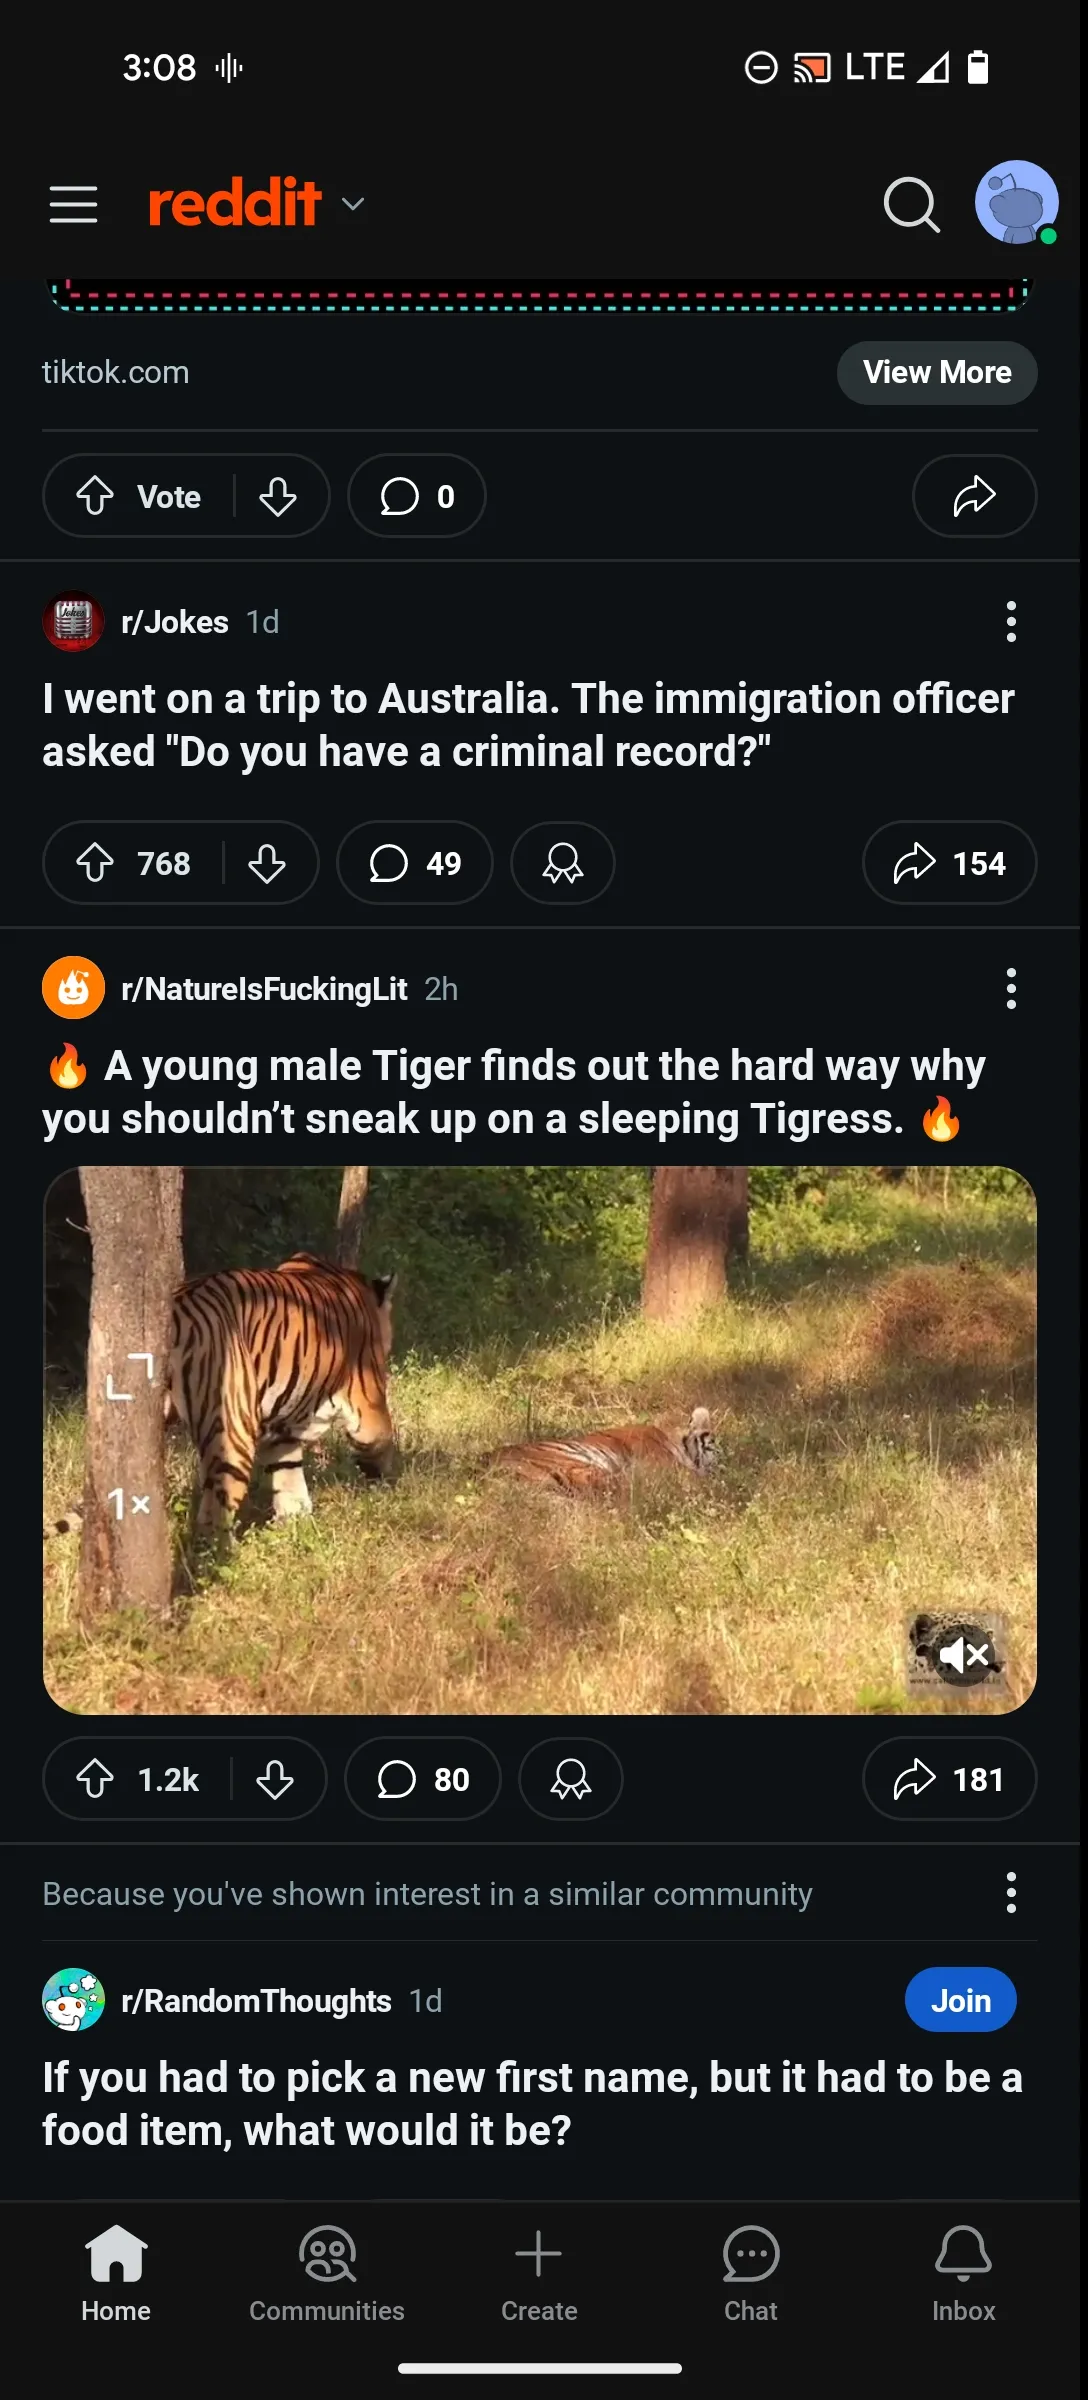 3:08
LTE
reddit
tiktok.com
View More
Vote
0
r/Jokes 1d
I went on a trip to Australia. The immigration officer
asked "Do you have a criminal record?"
768
49
154
r/NatureIsFuckingLit 2h
🔥 A young male Tiger finds out the hard way why
you shouldn’t sneak up on a sleeping Tigress. 🔥
1×
1.2k
80
181
Because you've shown interest in a similar community
r/RandomThoughts 1d
Join
If you had to pick a new first name, but it had to be a
food item, what would it be?
Home
Communities
Create
Chat
Inbox